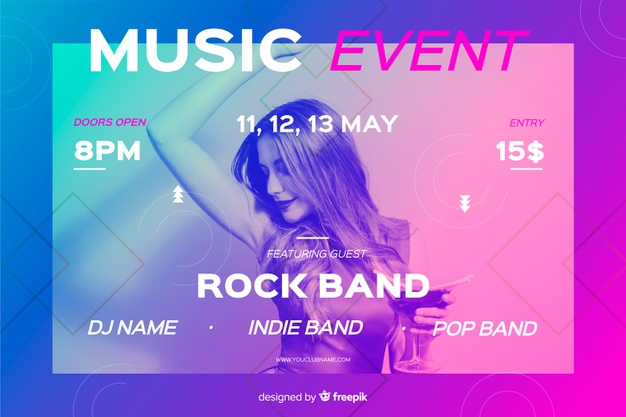 MUSIC EVENT
DOORS OPEN
8PM
11, 12, 13 MAY
ENTRY
15$
FEATURING GUEST
ROCK BAND
DJ NAME · INDIE BAND · POP BAND
WWW.YOUCLUBNAME.COM
designed by freepik